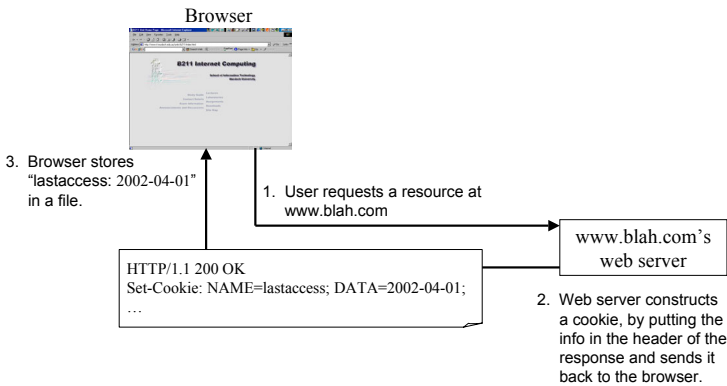 Browser
B211 Internet Computing
3. Browser stores
“lastaccess: 2002-04-01”
in a file.
1. User requests a resource at
www.blah.com
www.blah.com’s
web server
HTTP/1.1 200 OK
Set-Cookie: NAME=lastaccess; DATA=2002-04-01;
…
2. Web server constructs
a cookie, by putting the
info in the header of the
response and sends it
back to the browser.